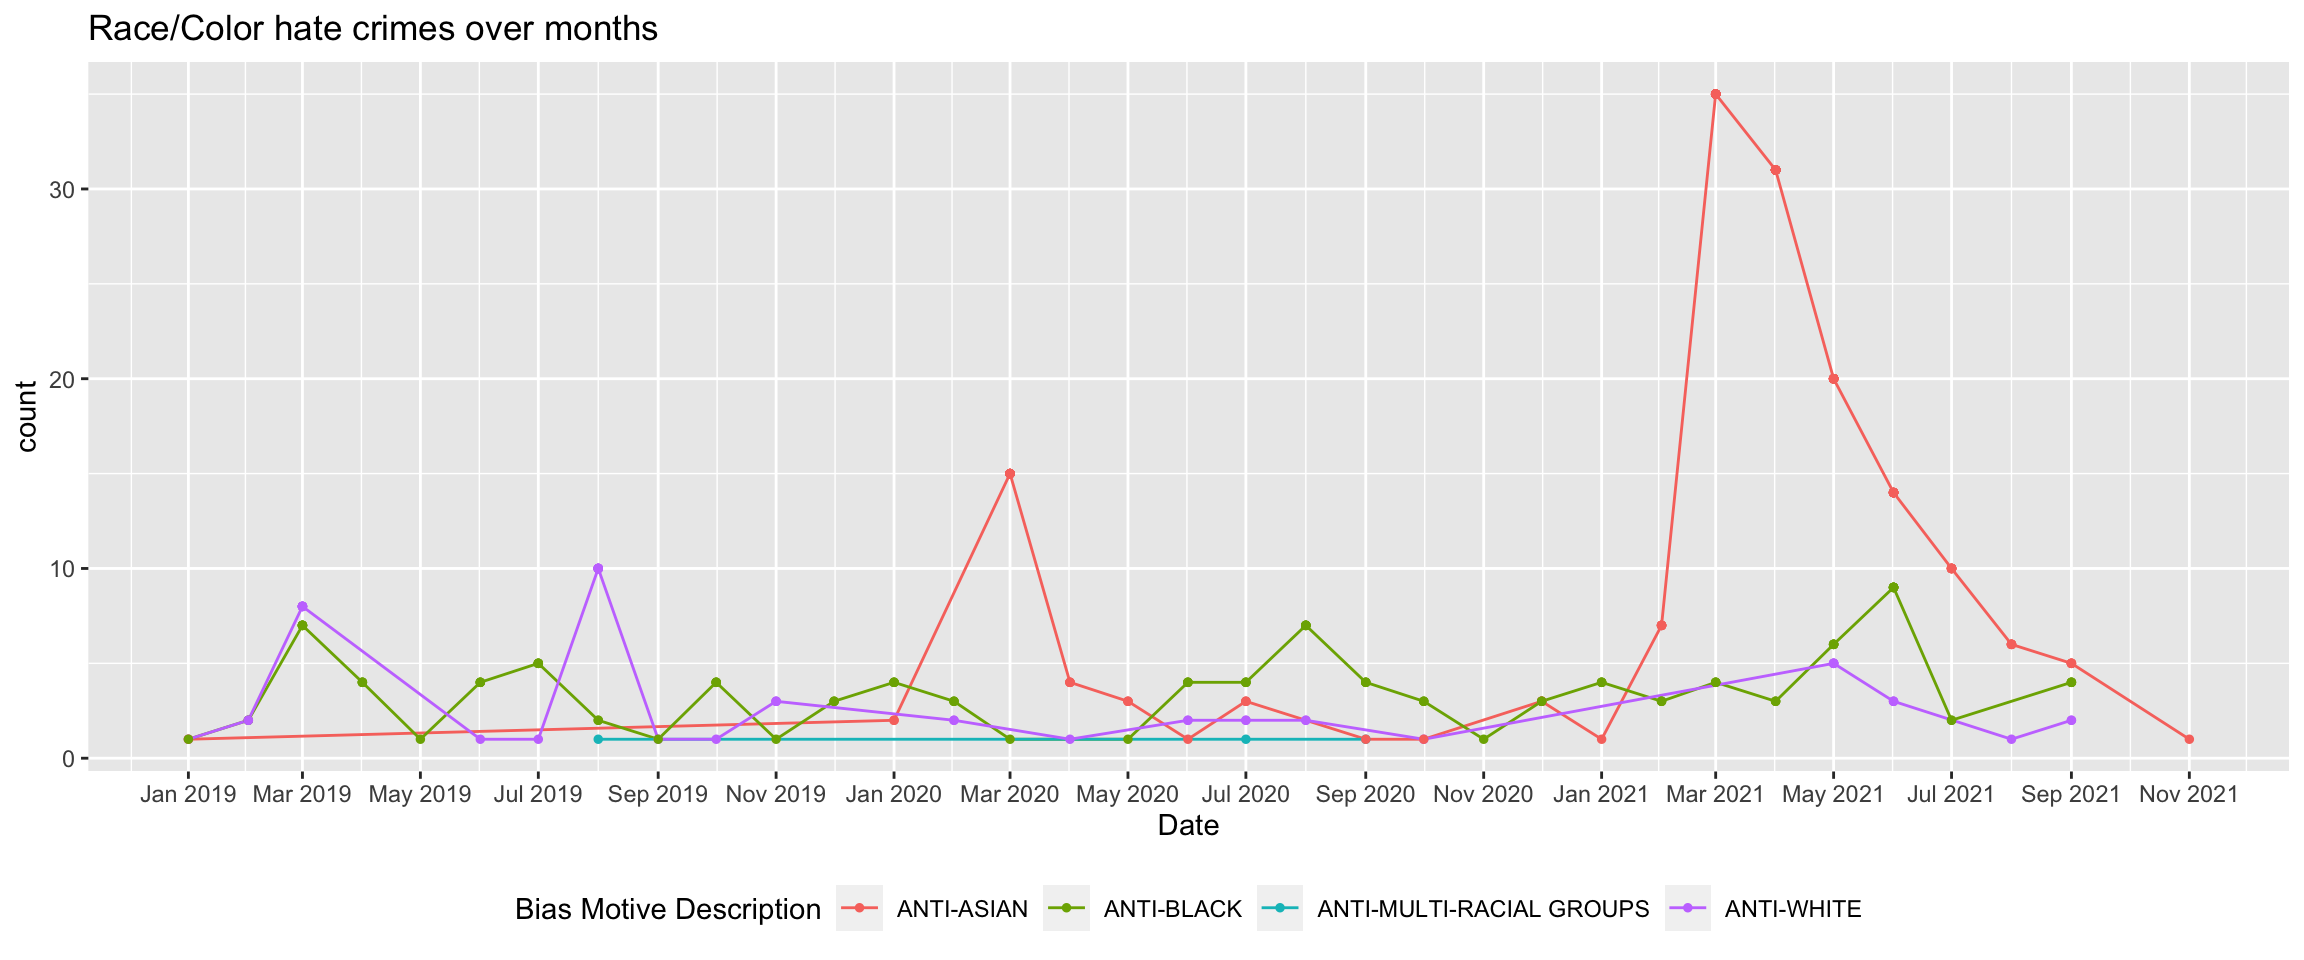 Race/Color hate crimes over months
count
30
20
10
0
Jan 2019 Mar 2019 May 2019 Jul 2019 Sep 2019 Nov 2019 Jan 2020 Mar 2020 May 2020 Jul 2020 Sep 2020 Nov 2020 Jan 2021 Mar 2021 May 2021 Jul 2021 Sep 2021 Nov 2021
Date
Bias Motive Description ANTI-ASIAN ANTI-BLACK ANTI-MULTI-RACIAL GROUPS ANTI-WHITE